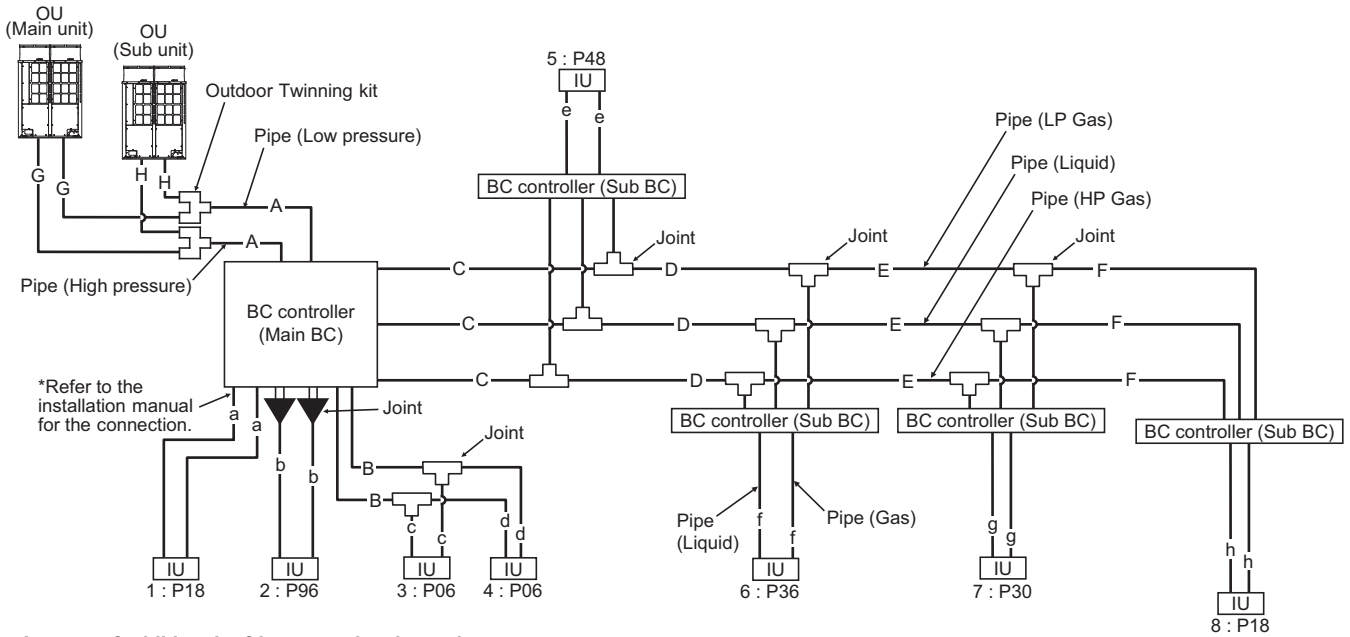 OU
(Main unit)
OU
(Sub unit)
Outdoor Twinning kit
Pipe (Low pressure)
5 : P48
IU
e
e
Pipe (LP Gas)
Pipe (Liquid)
Pipe (HP Gas)
BC controller (Sub BC)
G
G
H
H
A
A
Joint
Joint
Joint
Pipe (High pressure)
C
D
E
F
BC controller
(Main BC)
C
D
E
F
C
D
E
F
*Refer to the
installation manual
for the connection.
a
a
Joint
Joint
BC controller (Sub BC)
BC controller (Sub BC)
BC controller (Sub BC)
b
b
B
B
c
c
d
d
Pipe
(Liquid)
f
f
Pipe (Gas)
g
g
h
h
IU
1 : P18
IU
2 : P96
IU
3 : P06
IU
4 : P06
IU
6 : P36
IU
7 : P30
IU
8 : P18